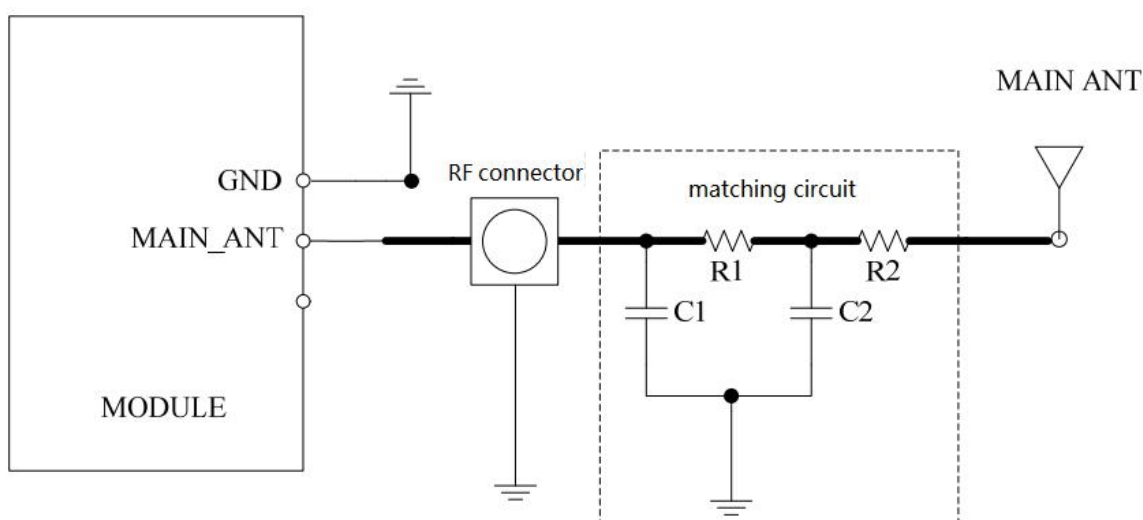 MAIN ANT
GND
RF connector
matching circuit
MAIN_ANT
R1
R2
C1
C2
MODULE